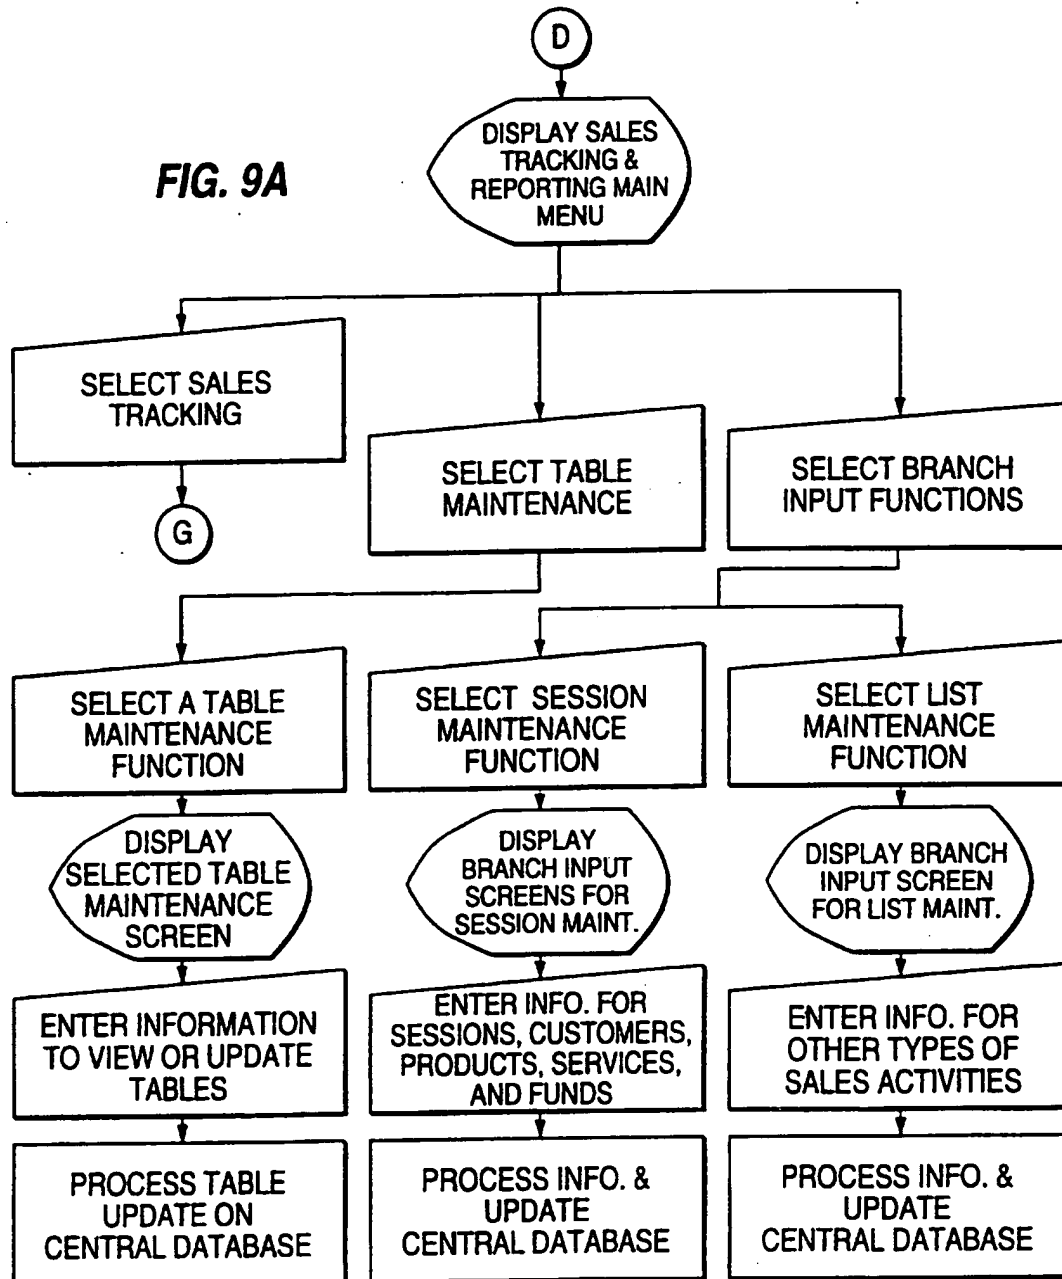 D
DISPLAY SALES
TRACKING &
REPORTING MAIN
MENU
FIG. 9A
SELECT SALES
TRACKING
G
SELECT TABLE
MAINTENANCE
SELECT BRANCH
INPUT FUNCTIONS
SELECT A TABLE
MAINTENANCE
FUNCTION
SELECT SESSION
MAINTENANCE
FUNCTION
SELECT LIST
MAINTENANCE
FUNCTION
DISPLAY
SELECTED TABLE
MAINTENANCE
SCREEN
DISPLAY
BRANCH INPUT
SCREENS FOR
SESSION MAINT.
DISPLAY BRANCH
INPUT SCREEN
FOR LIST MAINT.
ENTER INFORMATION
TO VIEW OR UPDATE
TABLES
ENTER INFO. FOR
SESSIONS, CUSTOMERS,
PRODUCTS, SERVICES,
AND FUNDS
ENTER INFO. FOR
OTHER TYPES OF
SALES ACTIVITIES
PROCESS TABLE
UPDATE ON
CENTRAL DATABASE
PROCESS INFO. &
UPDATE
CENTRAL DATABASE
PROCESS INFO. &
UPDATE
CENTRAL DATABASE